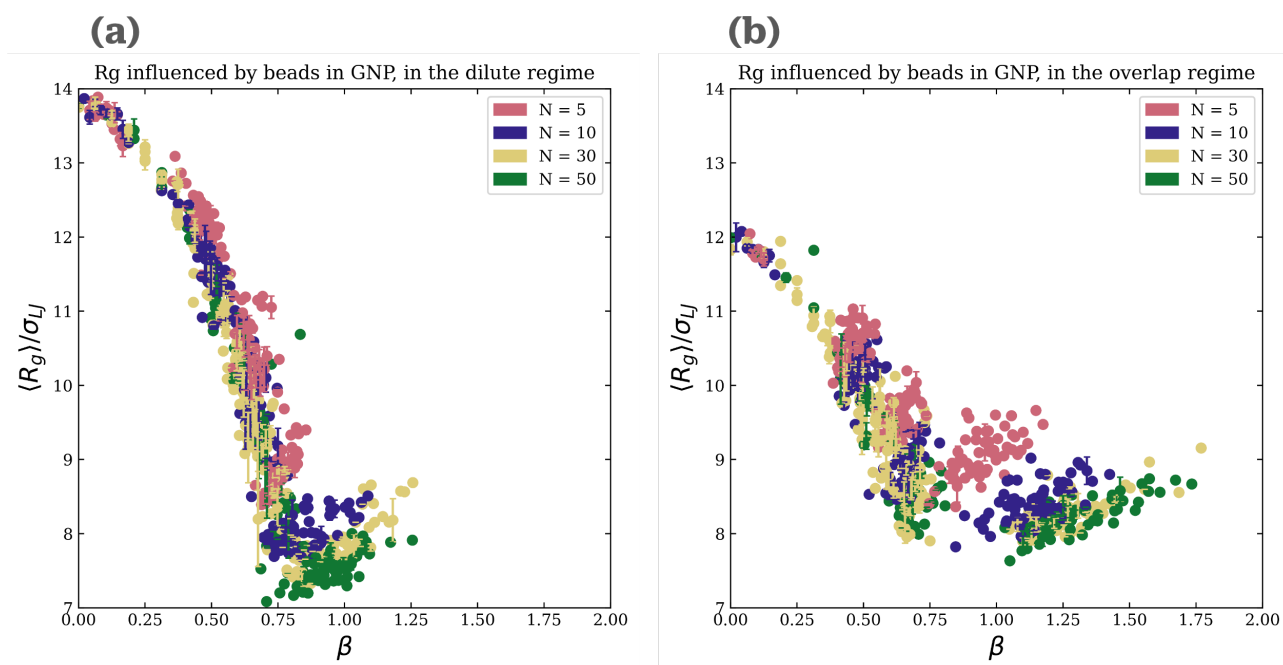 (a)
Rg influenced by beads in GNP, in the dilute regime
N = 5
N = 10
N = 30
N = 50
14
13
12
11
10
9
8
7
⟨R_g⟩/σ_LJ
0.00 0.25 0.50 0.75 1.00 1.25 1.50 1.75 2.00
β
(b)
Rg influenced by beads in GNP, in the overlap regime
N = 5
N = 10
N = 30
N = 50
14
13
12
11
10
9
8
7
⟨R_g⟩/σ_LJ
0.00 0.25 0.50 0.75 1.00 1.25 1.50 1.75 2.00
β